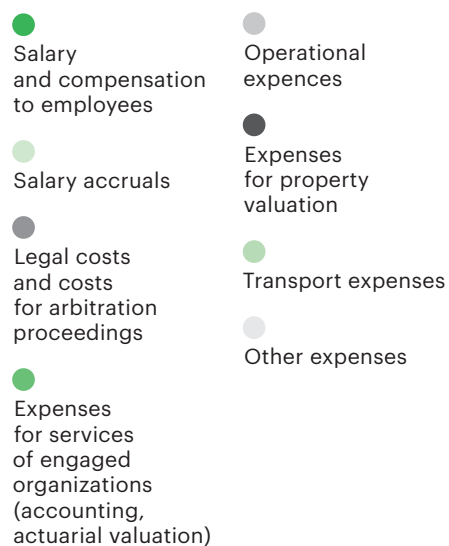 Salary
and compensation
to employees
Salary accruals
Legal costs
and costs
for arbitration
proceedings
Expenses
for services
of engaged
organizations
(accounting,
actuarial valuation)
Operational
expences
Expenses
for property
valuation
Transport expenses
Other expenses